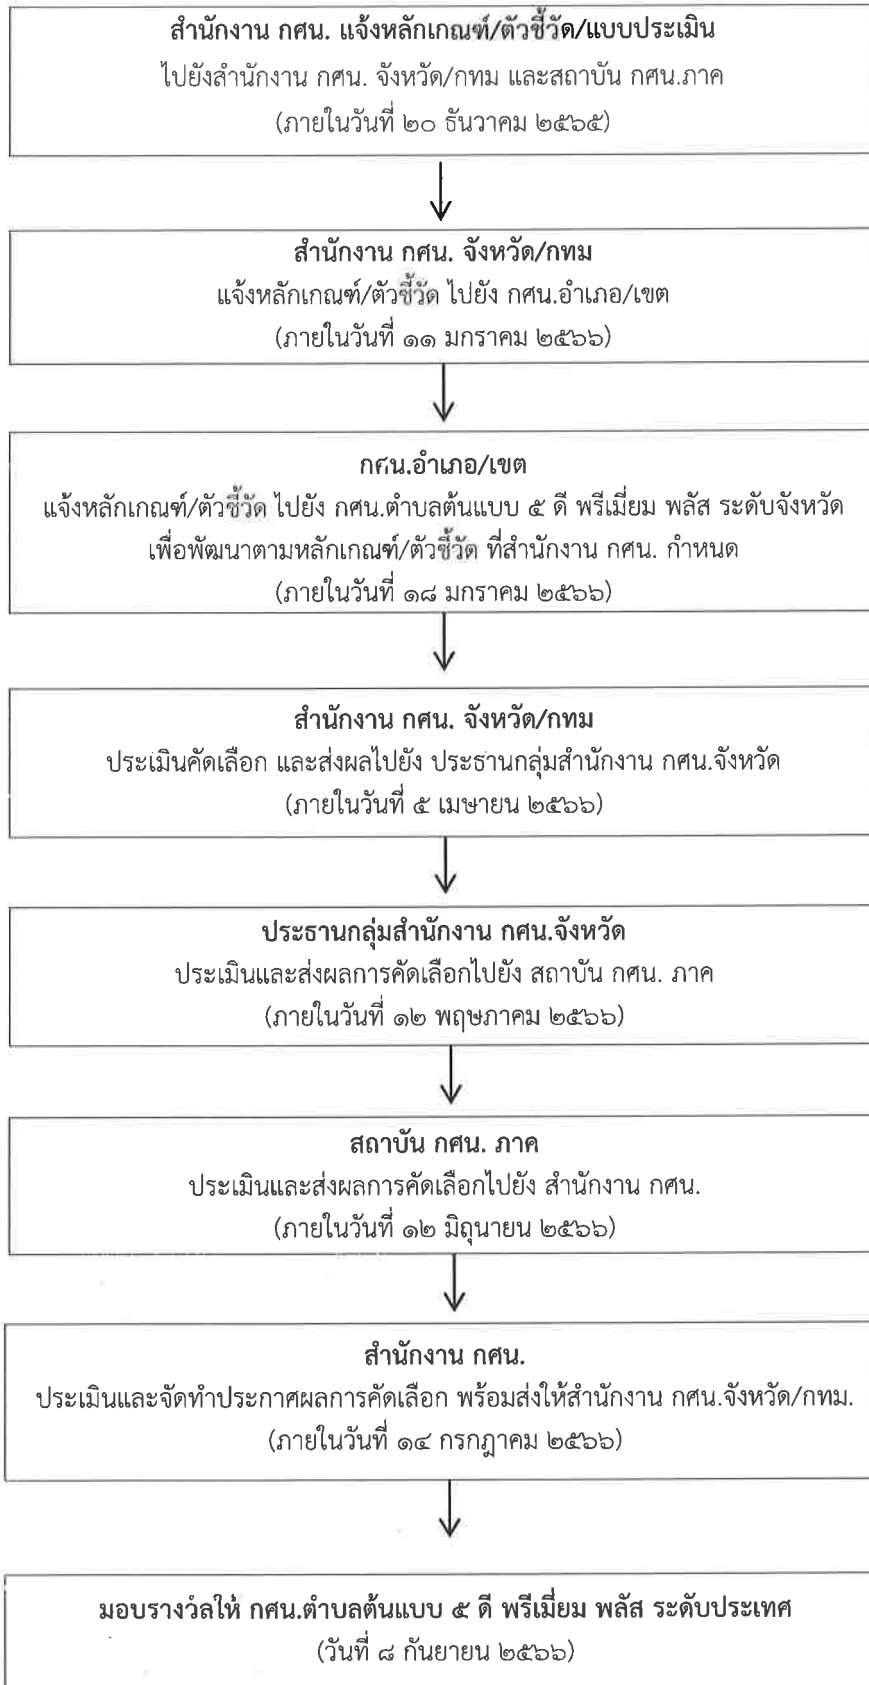 สำนักงาน กศน. แจ้งหลักเกณฑ์/ตัวชี้วัด/แบบประเมิน
ไปยังสำนักงาน กศน. จังหวัด/กทม และสถาบัน กศน.ภาค
(ภายในวันที่ ๒๐ ธันวาคม ๒๕๖๕)
สำนักงาน กศน. จังหวัด/กทม
แจ้งหลักเกณฑ์/ตัวชี้วัด ไปยัง กศน.อำเภอ/เขต
(ภายในวันที่ ๑๑ มกราคม ๒๕๖๖)
กศน.อำเภอ/เขต
แจ้งหลักเกณฑ์/ตัวชี้วัด ไปยัง กศน.ตำบลต้นแบบ ๕ ดี พรีเมี่ยม พลัส ระดับจังหวัด
เพื่อพัฒนาตามหลักเกณฑ์/ตัวชี้วัด ที่สำนักงาน กศน. กำหนด
(ภายในวันที่ ๑๘ มกราคม ๒๕๖๖)
สำนักงาน กศน. จังหวัด/กทม
ประเมินคัดเลือก และส่งผลไปยัง ประธานกลุ่มสำนักงาน กศน.จังหวัด
(ภายในวันที่ ๕ เมษายน ๒๕๖๖)
ประธานกลุ่มสำนักงาน กศน.จังหวัด
ประเมินและส่งผลการคัดเลือกไปยัง สถาบัน กศน. ภาค
(ภายในวันที่ ๑๒ พฤษภาคม ๒๕๖๖)
สถาบัน กศน. ภาค
ประเมินและส่งผลการคัดเลือกไปยัง สำนักงาน กศน.
(ภายในวันที่ ๑๒ มิถุนายน ๒๕๖๖)
สำนักงาน กศน.
ประเมินและจัดทำประกาศผลการคัดเลือก พร้อมส่งให้สำนักงาน กศน.จังหวัด/กทม.
(ภายในวันที่ ๑๔ กรกฎาคม ๒๕๖๖)
มอบรางวัลให้ กศน.ตำบลต้นแบบ ๕ ดี พรีเมี่ยม พลัส ระดับประเทศ
(วันที่ ๘ กันยายน ๒๕๖๖)